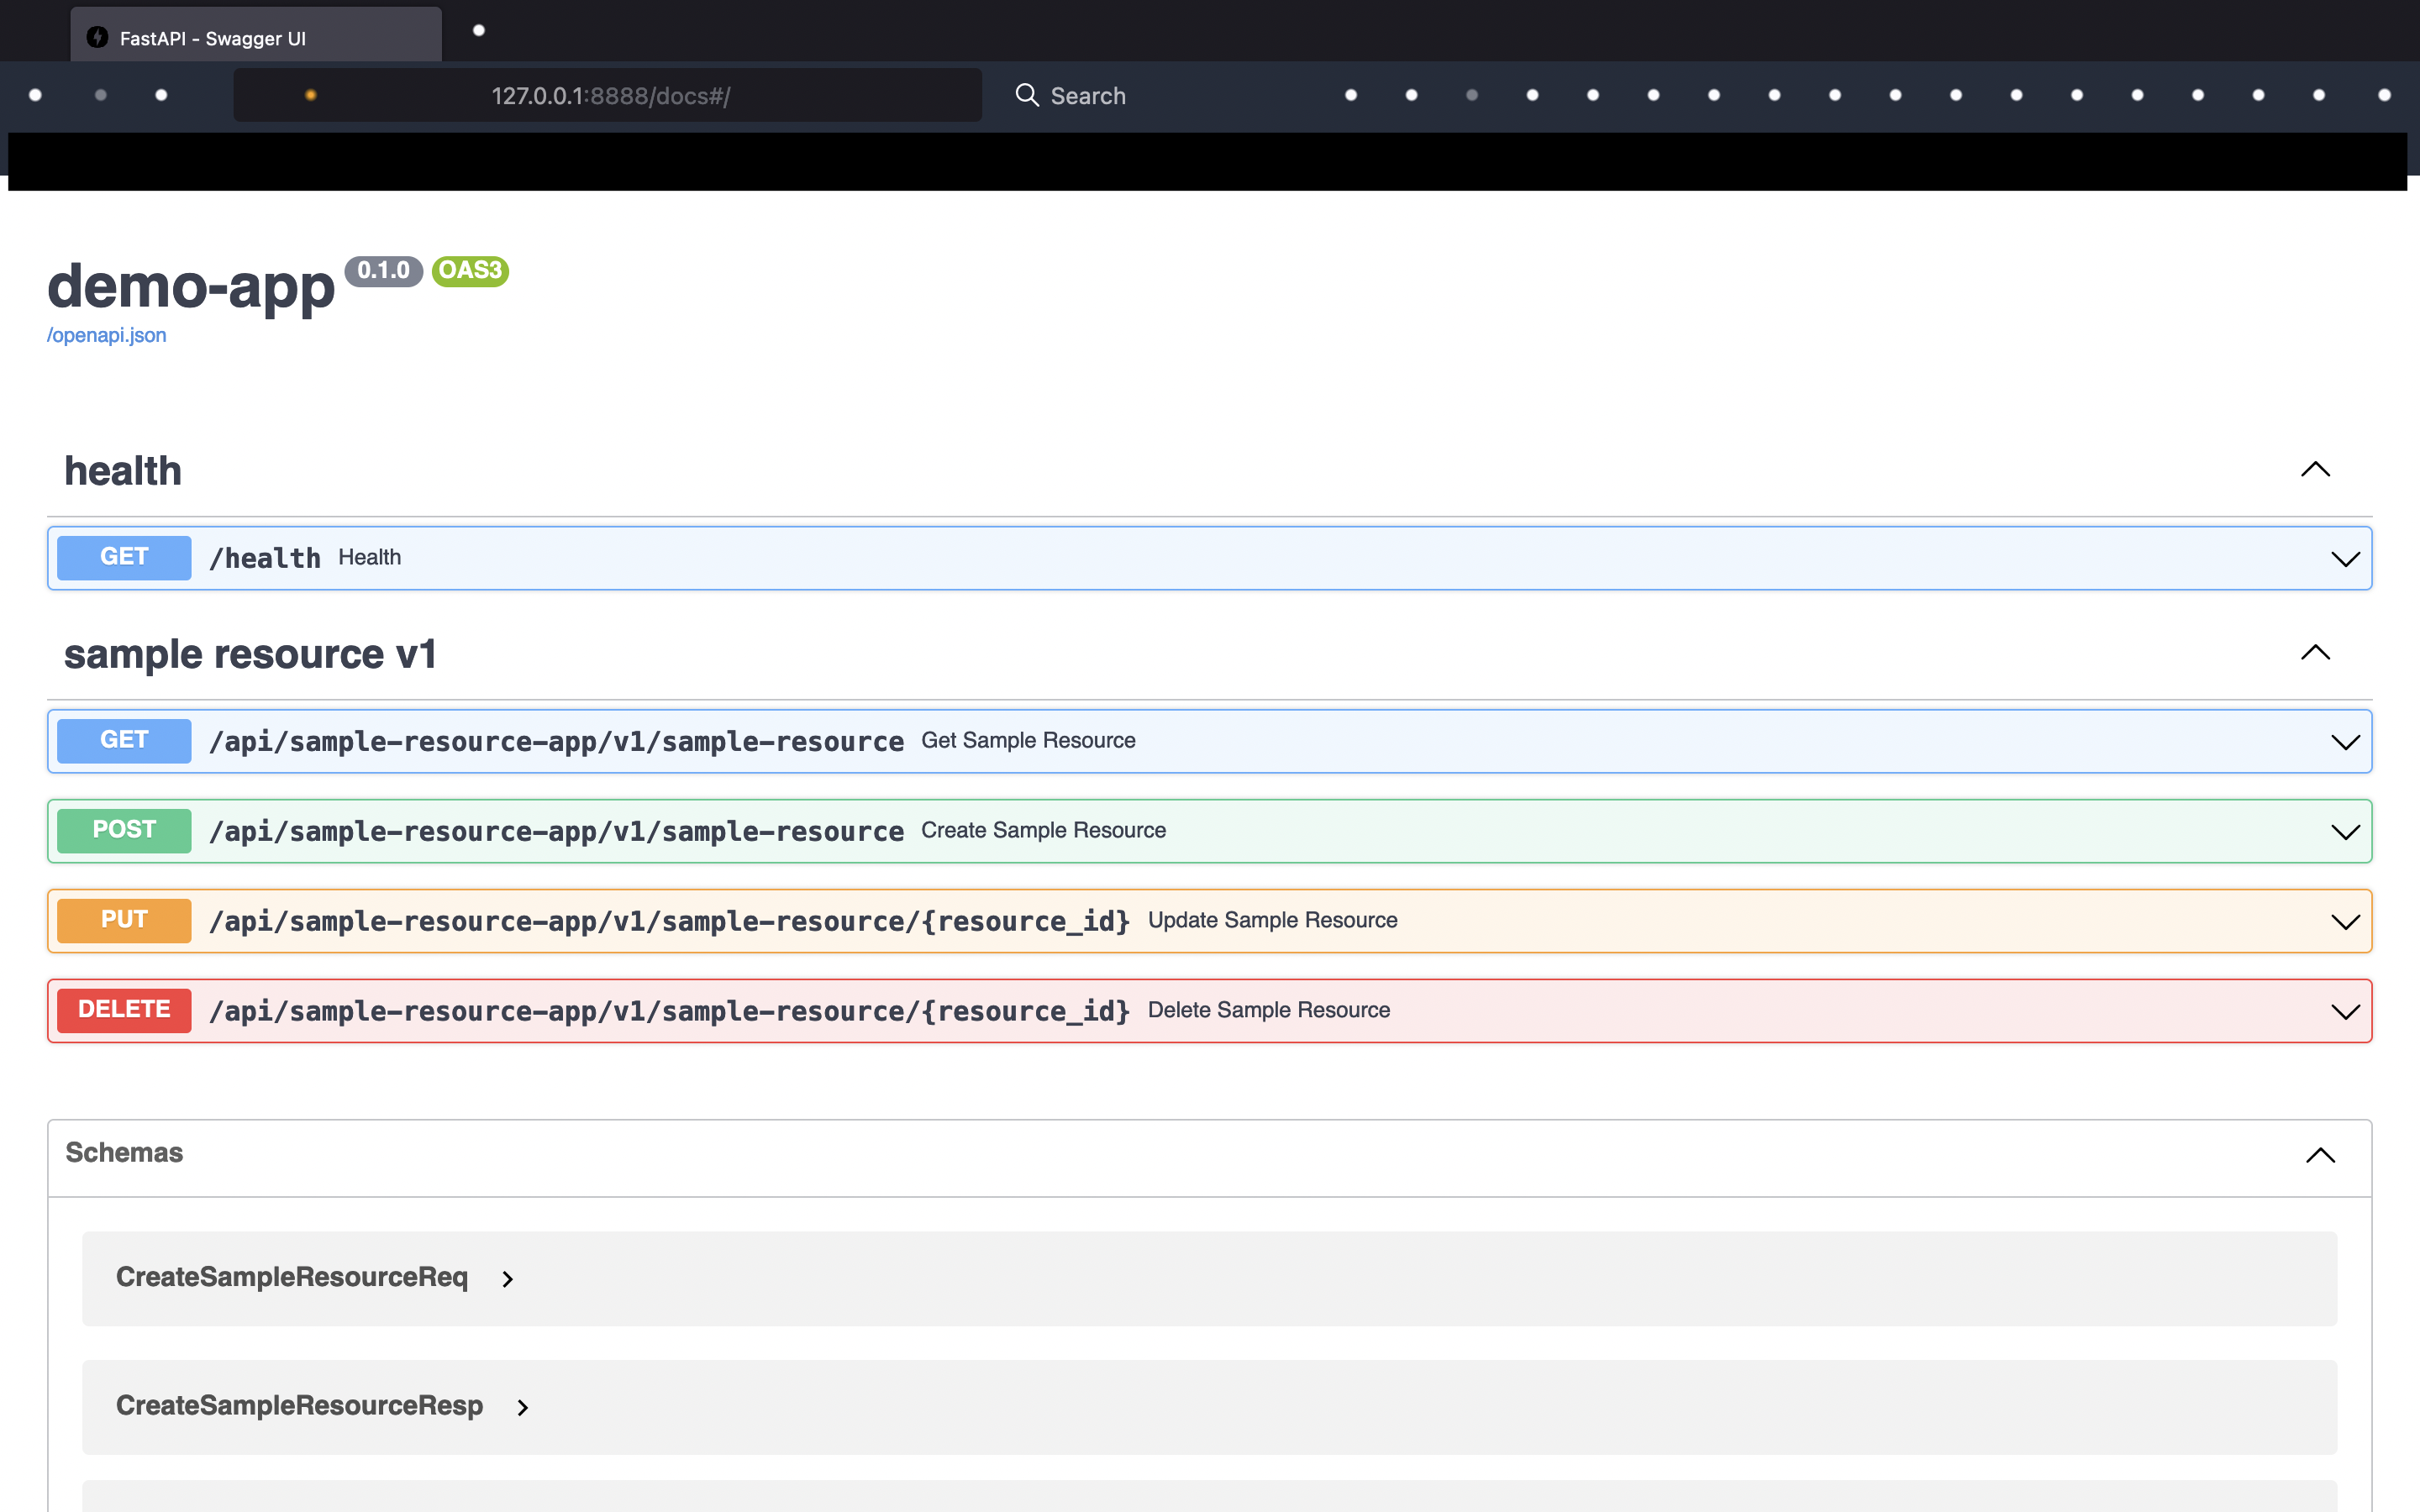 FastAPI - Swagger UI
127.0.0.1:8888/docs#/
Search
demo-app 0.1.0 OAS3
/openapi.json
health
GET /health Health
sample resource v1
GET /api/sample-resource-app/v1/sample-resource Get Sample Resource
POST /api/sample-resource-app/v1/sample-resource Create Sample Resource
PUT /api/sample-resource-app/v1/sample-resource/{resource_id} Update Sample Resource
DELETE /api/sample-resource-app/v1/sample-resource/{resource_id} Delete Sample Resource
Schemas
CreateSampleResourceReq
CreateSampleResourceResp